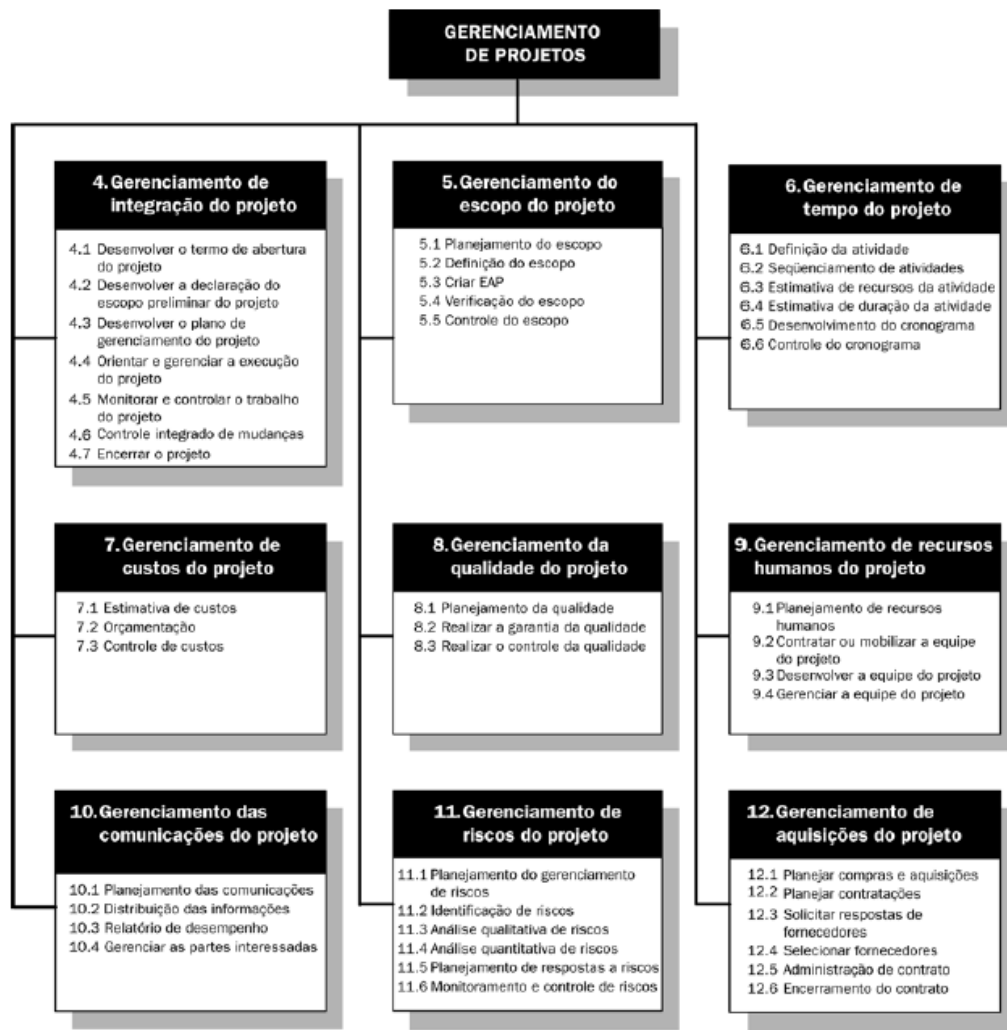 GERENCIAMENTO
DE PROJETOS
4. Gerenciamento de
integração do projeto
4.1 Desenvolver o termo de abertura
do projeto
4.2 Desenvolver a declaração do
escopo preliminar do projeto
4.3 Desenvolver o plano de
gerenciamento do projeto
4.4 Orientar e gerenciar a execução
do projeto
4.5 Monitorar e controlar o trabalho
do projeto
4.6 Controle integrado de mudanças
4.7 Encerrar o projeto
5. Gerenciamento do
escopo do projeto
5.1 Planejamento do escopo
5.2 Definição do escopo
5.3 Criar EAP
5.4 Verificação do escopo
5.5 Controle do escopo
6. Gerenciamento de
tempo do projeto
6.1 Definição da atividade
6.2 Seqüenciamento de atividades
6.3 Estimativa de recursos da atividade
6.4 Estimativa de duração da atividade
6.5 Desenvolvimento do cronograma
6.6 Controle do cronograma
7. Gerenciamento de
custos do projeto
7.1 Estimativa de custos
7.2 Orçamentação
7.3 Controle de custos
8. Gerenciamento da
qualidade do projeto
8.1 Planejamento da qualidade
8.2 Realizar a garantia da qualidade
8.3 Realizar o controle da qualidade
9. Gerenciamento de recursos
humanos do projeto
9.1 Planejamento de recursos
humanos
9.2 Contratar ou mobilizar a equipe
do projeto
9.3 Desenvolver a equipe do projeto
9.4 Gerenciar a equipe do projeto
10. Gerenciamento das
comunicações do projeto
10.1 Planejamento das comunicações
10.2 Distribuição das informações
10.3 Relatório de desempenho
10.4 Gerenciar as partes interessadas
11. Gerenciamento de
riscos do projeto
11.1 Planejamento do gerenciamento
de riscos
11.2 Identificação de riscos
11.3 Análise qualitativa de riscos
11.4 Análise quantitativa de riscos
11.5 Planejamento de respostas a riscos
11.6 Monitoramento e controle de riscos
12. Gerenciamento de
aquisições do projeto
12.1 Planejar compras e aquisições
12.2 Planejar contratações
12.3 Solicitar respostas de
fornecedores
12.4 Selecionar fornecedores
12.5 Administração de contrato
12.6 Encerramento do contrato